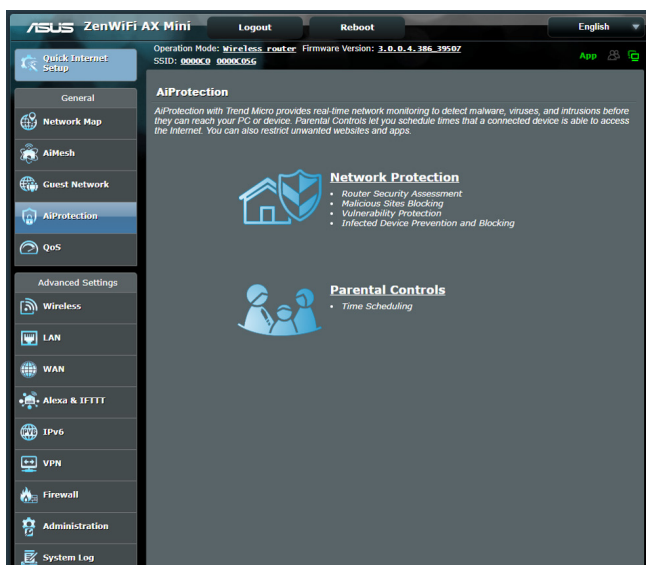 ASUS ZenWiFi AX Mini Logout Reboot English
Operation Mode: Wireless router Firmware Version: 3.0.0.4.386_39507
SSID: 0000C0 0000C05G App
Quick Internet
Setup
General
Network Map
AiMesh
Guest Network
AiProtection
QoS
Advanced Settings
Wireless
LAN
WAN
Alexa & IFTTT
IPv6
VPN
Firewall
Administration
System Log
AiProtection
AiProtection with Trend Micro provides real-time network monitoring to detect malware, viruses, and intrusions before
they can reach your PC or device. Parental Controls let you schedule times that a connected device is able to access
the Internet. You can also restrict unwanted websites and apps.
Network Protection
• Router Security Assessment
• Malicious Sites Blocking
• Vulnerability Protection
• Infected Device Prevention and Blocking
Parental Controls
• Time Scheduling